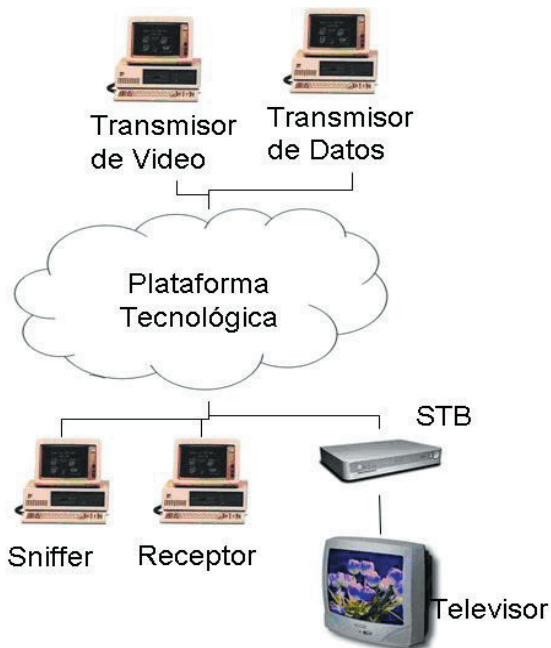 Transmisor
de Video
Transmisor
de Datos
Plataforma
Tecnológica
STB
Sniffer
Receptor
Televisor